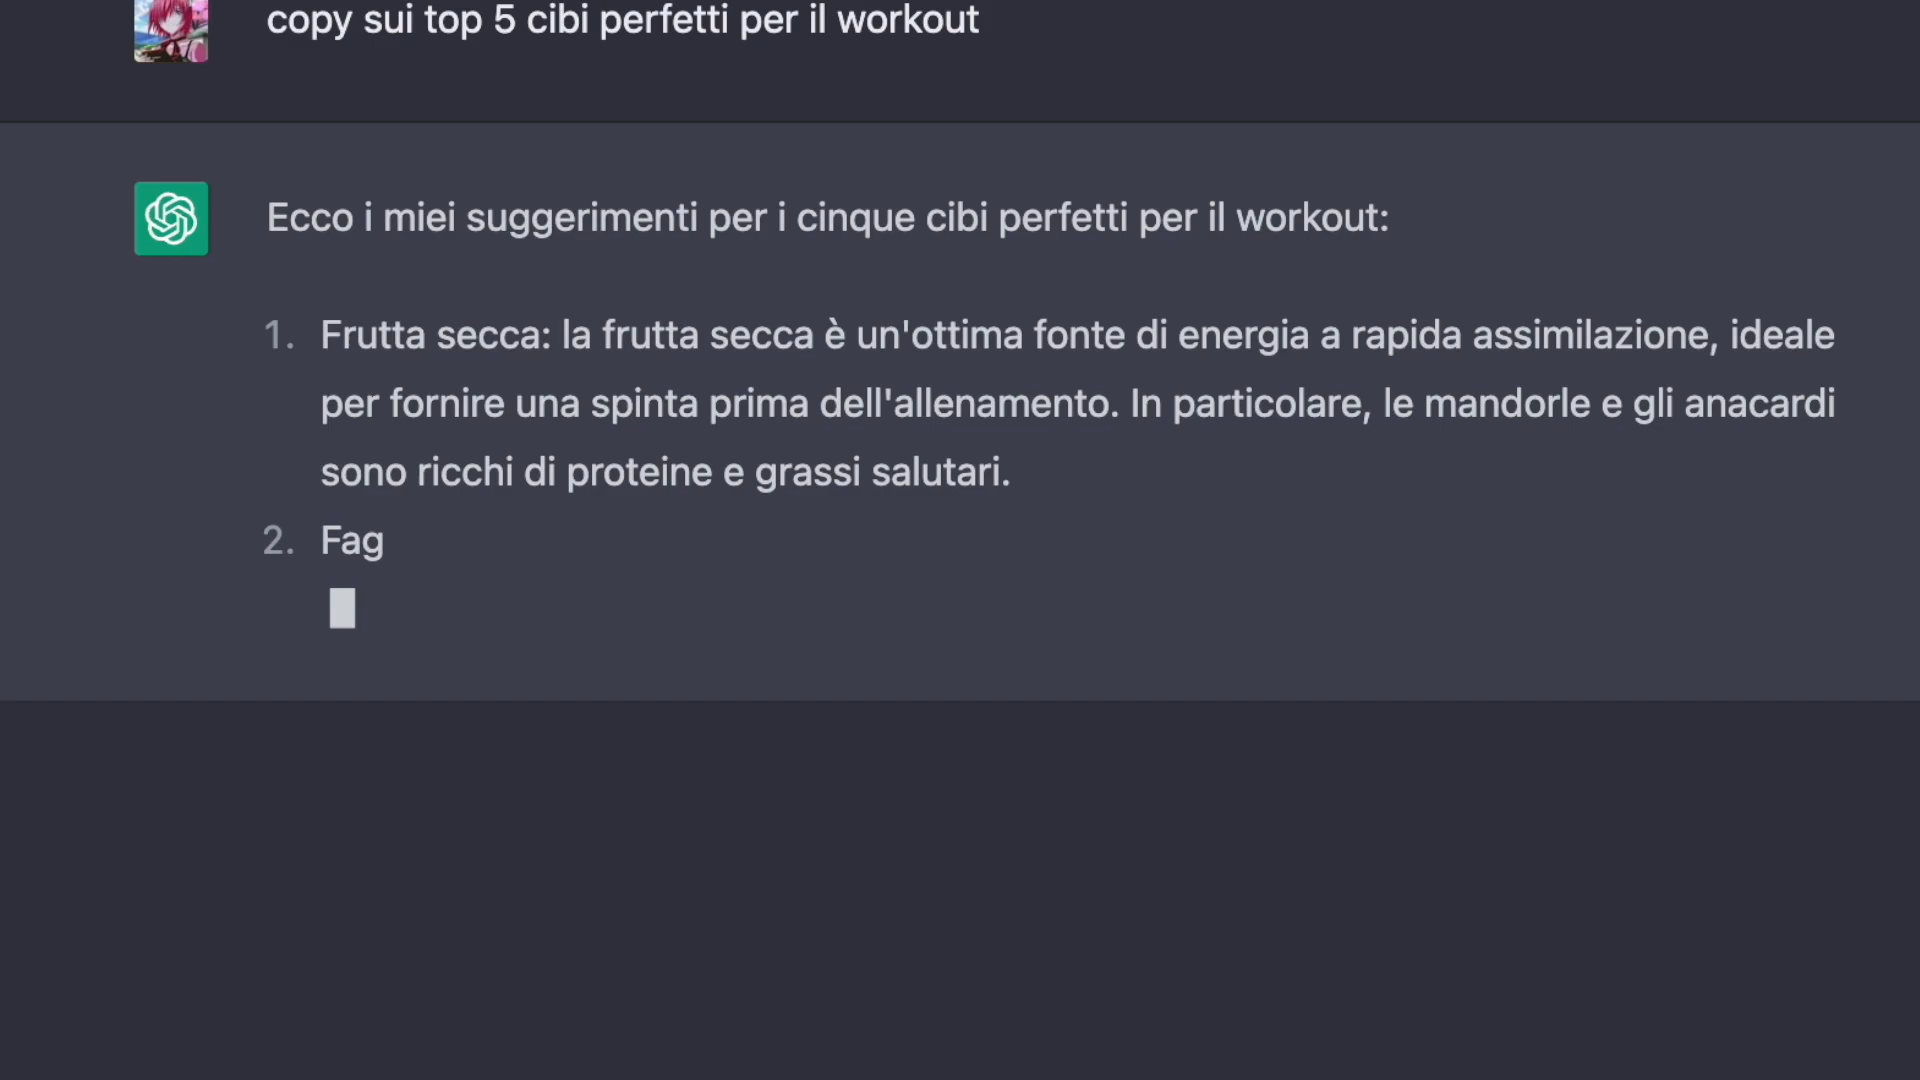 copy sui top 5 cibi perfetti per il workout
Ecco i miei suggerimenti per i cinque cibi perfetti per il workout:
1. Frutta secca: la frutta secca è un'ottima fonte di energia a rapida assimilazione, ideale
per fornire una spinta prima dell'allenamento. In particolare, le mandorle e gli anacardi
sono ricchi di proteine e grassi salutari.
2. Fag